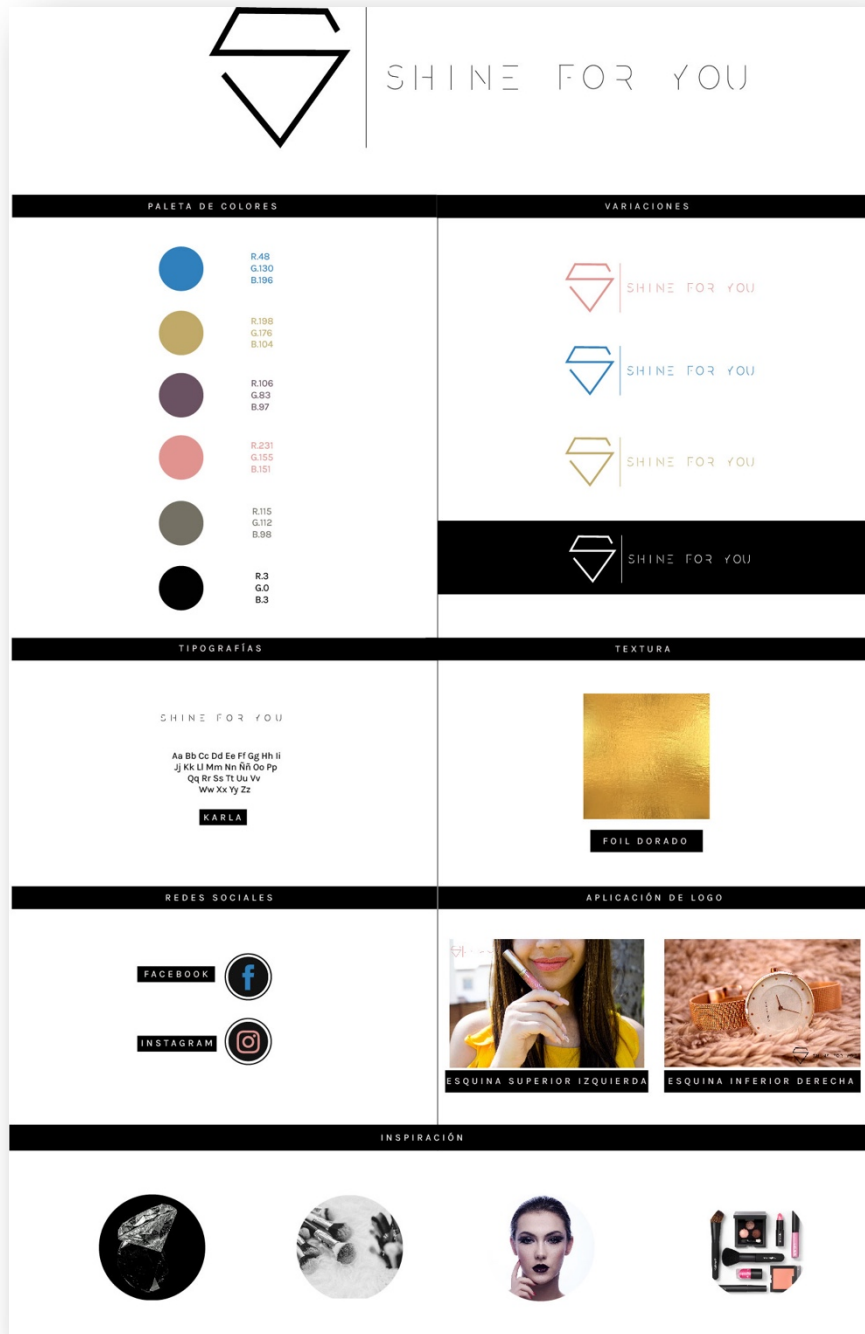 SHINE FOR YOU
PALETA DE COLORES
R.48
G.130
B.196
R.198
G.176
B.104
R.106
G.83
B.97
R.231
G.155
B.151
R.115
G.112
B.98
R.3
G.0
B.3
VARIACIONES
SHINE FOR YOU
SHINE FOR YOU
SHINE FOR YOU
SHINE FOR YOU
TIPOGRAFÍAS
SHINE FOR YOU
Aa Bb Cc Dd Ee Ff Gg Hh Ii
Jj Kk Ll Mm Nn Ññ Oo Pp
Qq Rr Ss Tt Uu Vv
Ww Xx Yy Zz
KARLA
TEXTURA
FOIL DORADO
REDES SOCIALES
FACEBOOK
INSTAGRAM
APLICACIÓN DE LOGO
ESQUINA SUPERIOR IZQUIERDA
ESQUINA INFERIOR DERECHA
INSPIRACIÓN